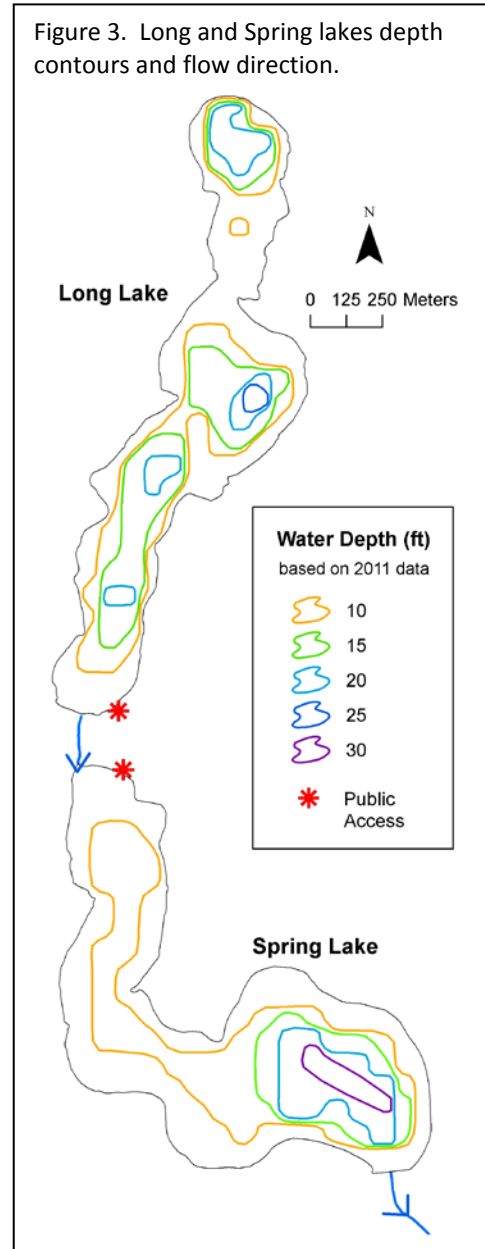 Figure 3.  Long and Spring lakes depth
contours and flow direction.
N
Long Lake
0 125 250 Meters
Water Depth (ft)
based on 2011 data
10
15
20
25
30
Public
Access
Spring Lake